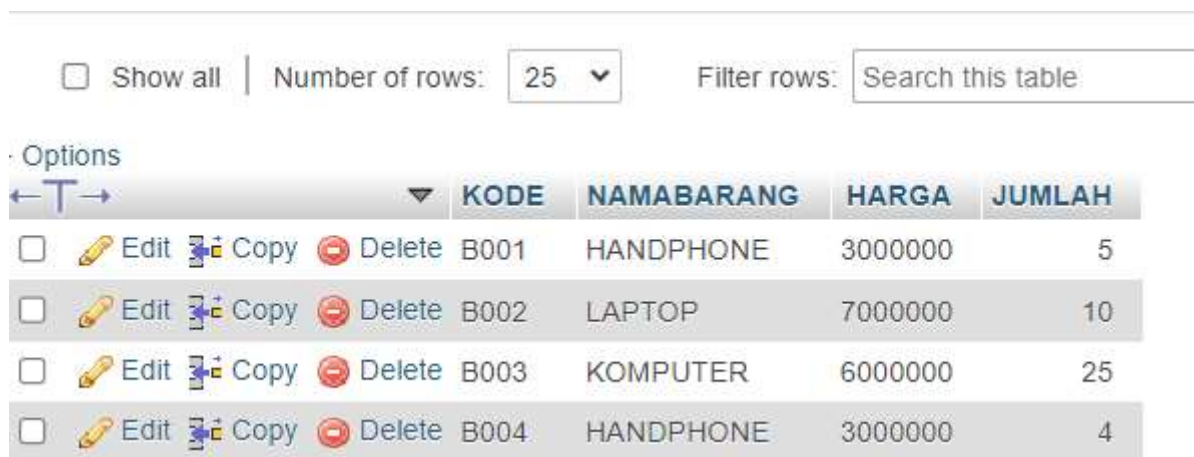 Show all Number of rows: 25 Filter rows: Search this table
Options
KODE NAMABARANG HARGA JUMLAH
Edit Copy Delete B001 HANDPHONE 3000000 5
Edit Copy Delete B002 LAPTOP 7000000 10
Edit Copy Delete B003 KOMPUTER 6000000 25
Edit Copy Delete B004 HANDPHONE 3000000 4